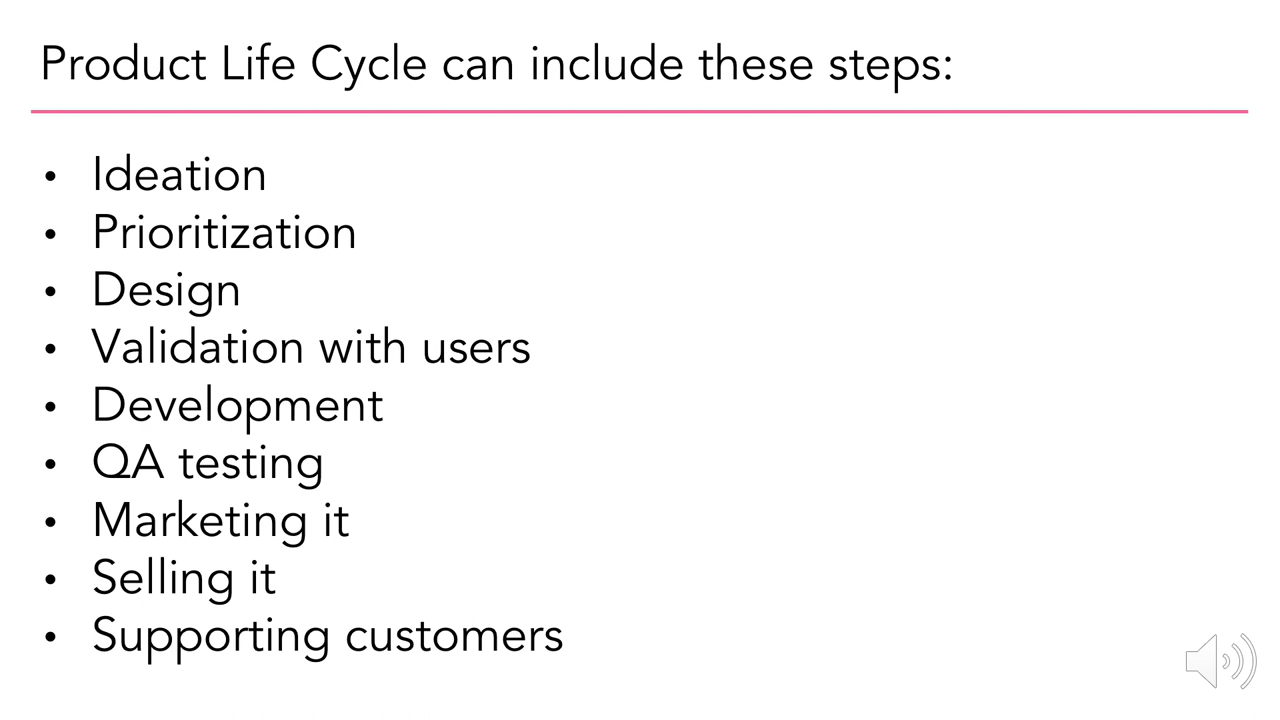 Product Life Cycle can include these steps:
• Ideation
• Prioritization
• Design
• Validation with users
• Development
• QA testing
• Marketing it
• Selling it
• Supporting customers